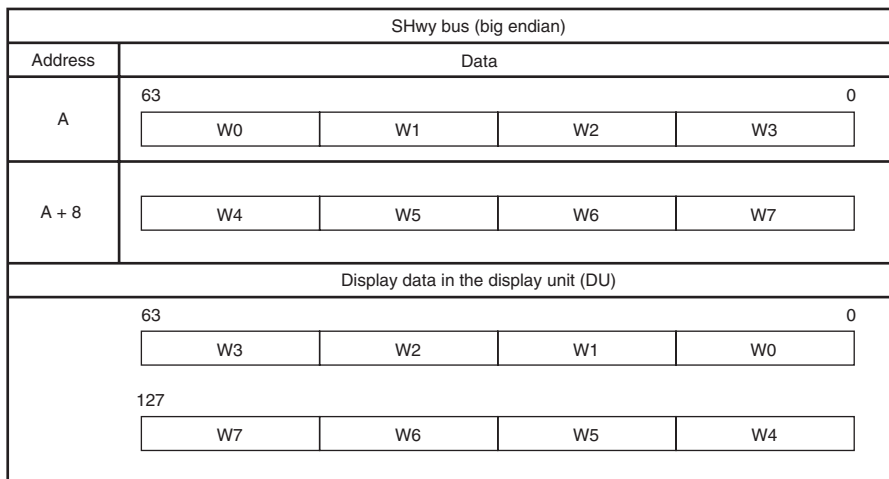 SHwy bus (big endian)
Address Data
63 0
A W0 W1 W2 W3
A + 8 W4 W5 W6 W7
Display data in the display unit (DU)
63 0
W3 W2 W1 W0
127
W7 W6 W5 W4